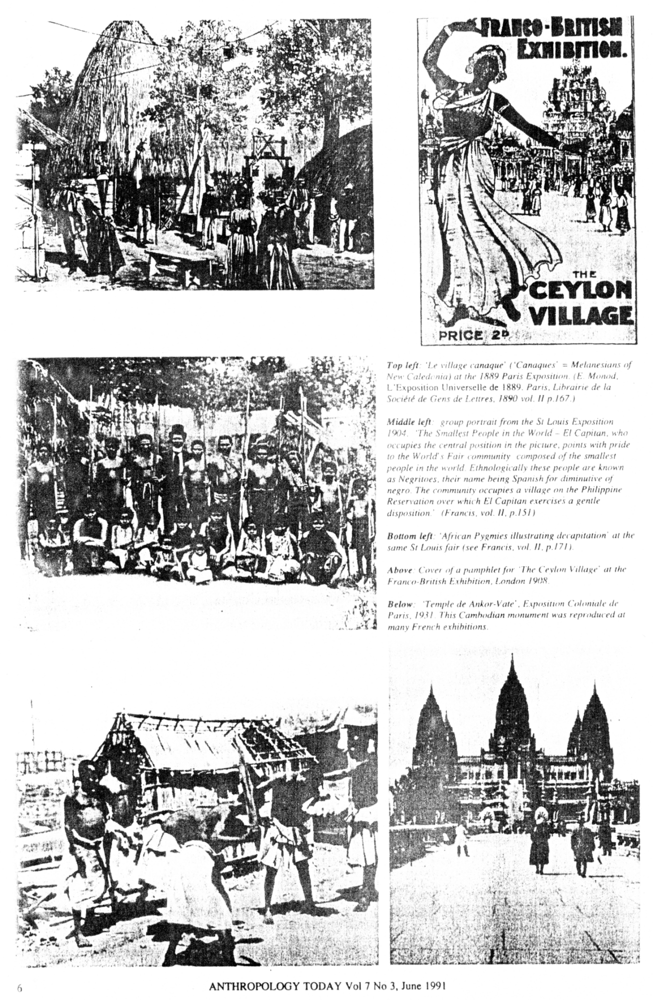 FRANCO-BRITISH
EXHIBITION.
THE
CEYLON
VILLAGE
PRICE 2D
Top left: 'Le village canaque' ('Canaques' = Melanesians of
New Caledonia) at the 1889 Paris Exposition. (E. Monod,
L'Exposition Universelle de 1889. Paris, Librairie de la
Société de Gens de Lettres, 1890 vol. II p.167.)
Middle left: group portrait from the St Louis Exposition
1904. 'The Smallest People in the World – El Capitan, who
occupies the central position in the picture, points with pride
to the World's Fair community composed of the smallest
people in the world. Ethnologically these people are known
as Negritoes, their name being Spanish for diminutive of
negro. The community occupies a village on the Philippine
Reservation over which El Capitan exercises a gentle
disposition.' (Francis, vol. II, p.151)
Bottom left: 'African Pygmies illustrating decapitation' at the
same St Louis fair (see Francis, vol. II, p.171).
Above: Cover of a pamphlet for 'The Ceylon Village' at the
Franco-British Exhibition, London 1908.
Below: 'Temple de Ankor-Vate', Exposition Coloniale de
Paris, 1931. This Cambodian monument was reproduced at
many French exhibitions.
6
ANTHROPOLOGY TODAY Vol 7 No 3, June 1991